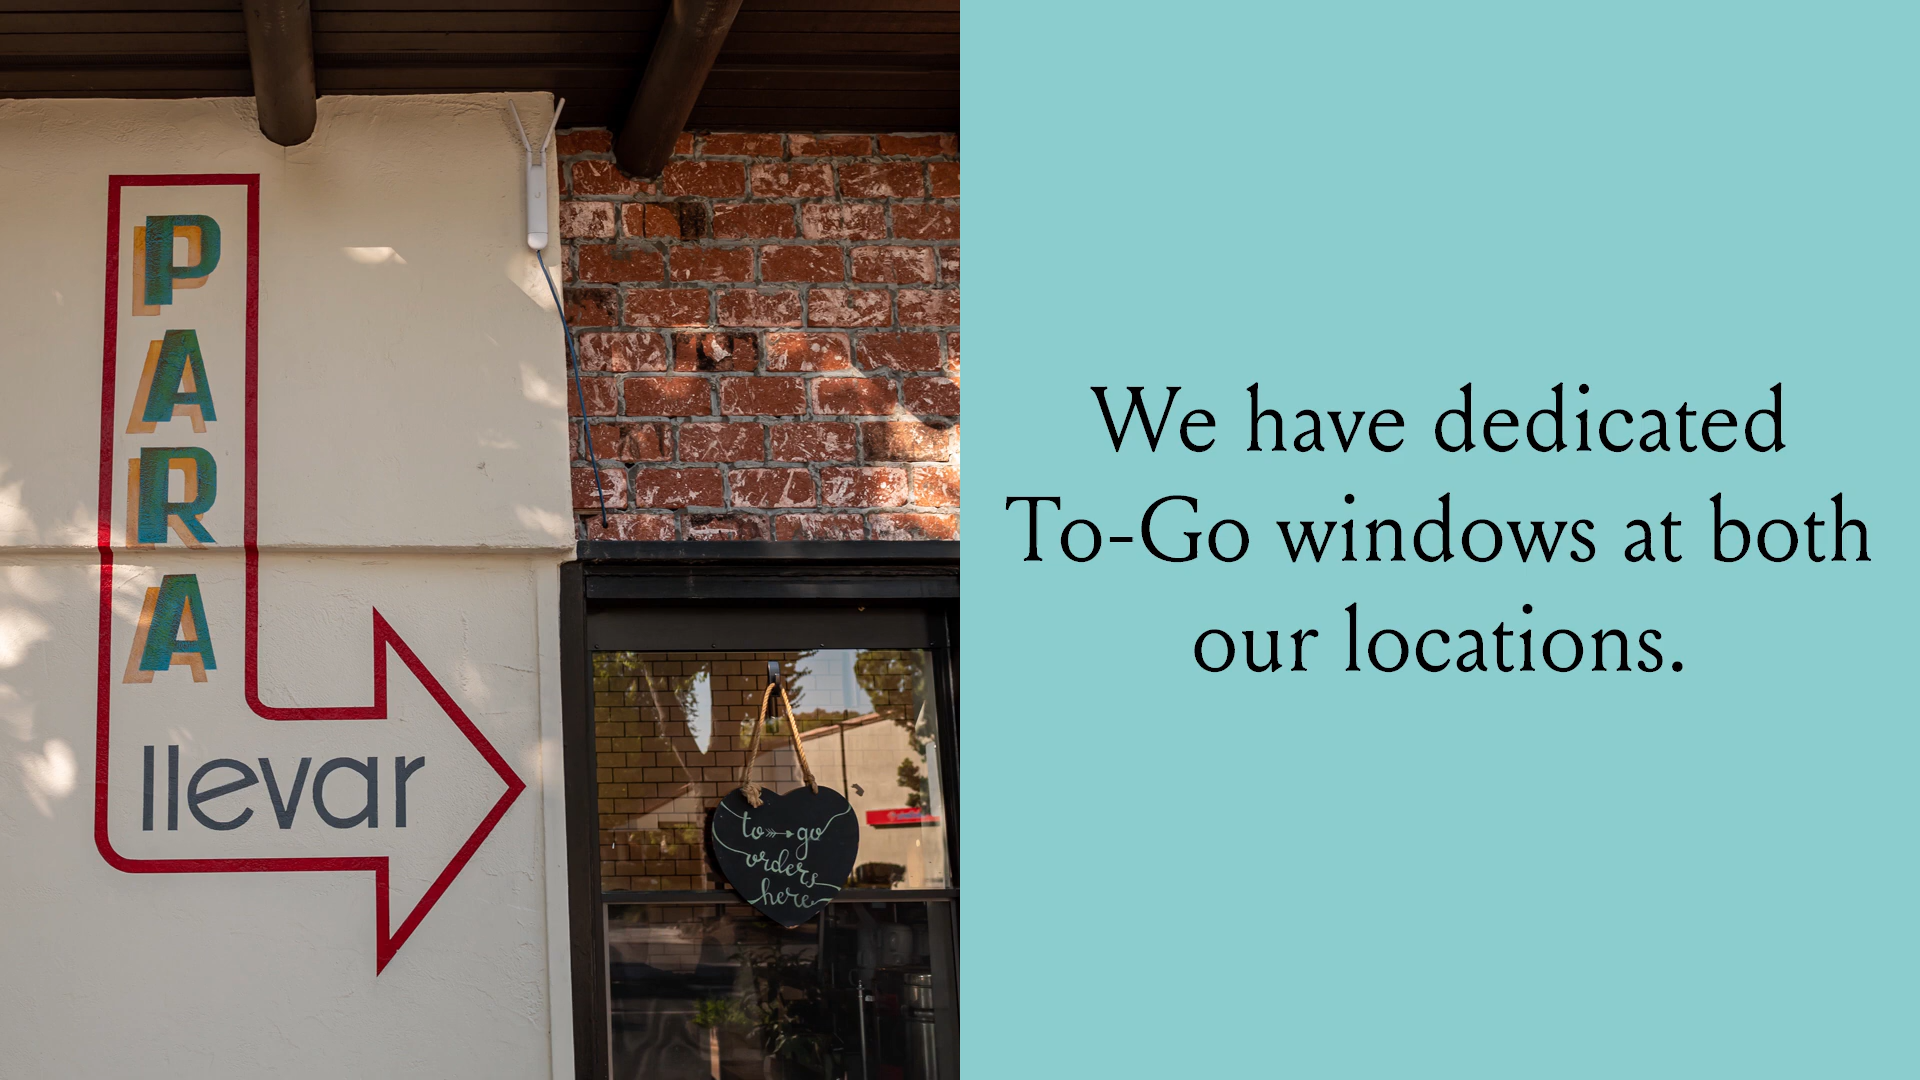 PARA
llevar
to go
orders
here
We have dedicated
To-Go windows at both
our locations.